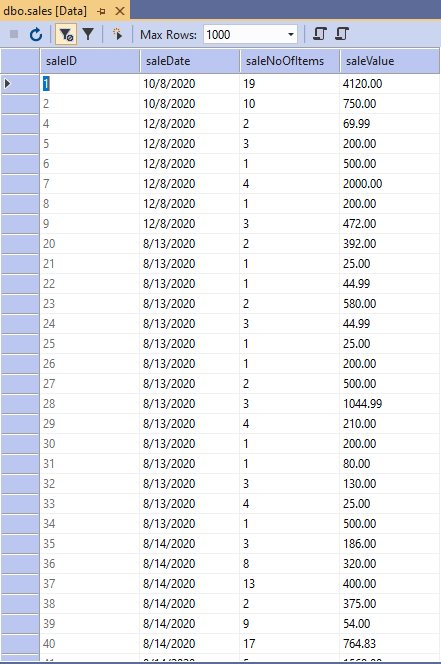 dbo.sales [Data]
Max Rows: 1000
saleID saleDate saleNoOfItems saleValue
1 10/8/2020 19 4120.00
2 10/8/2020 10 750.00
4 12/8/2020 2 69.99
5 12/8/2020 3 200.00
6 12/8/2020 1 500.00
7 12/8/2020 4 2000.00
8 12/8/2020 1 200.00
9 12/8/2020 3 472.00
20 8/13/2020 2 392.00
21 8/13/2020 1 25.00
22 8/13/2020 1 44.99
23 8/13/2020 2 580.00
24 8/13/2020 3 44.99
25 8/13/2020 1 25.00
26 8/13/2020 1 200.00
27 8/13/2020 2 500.00
28 8/13/2020 3 1044.99
29 8/13/2020 4 210.00
30 8/13/2020 1 200.00
31 8/13/2020 1 80.00
32 8/13/2020 3 130.00
33 8/13/2020 4 25.00
34 8/13/2020 1 500.00
35 8/14/2020 3 186.00
36 8/14/2020 8 320.00
37 8/14/2020 13 400.00
38 8/14/2020 2 375.00
39 8/14/2020 9 54.00
40 8/14/2020 17 764.83